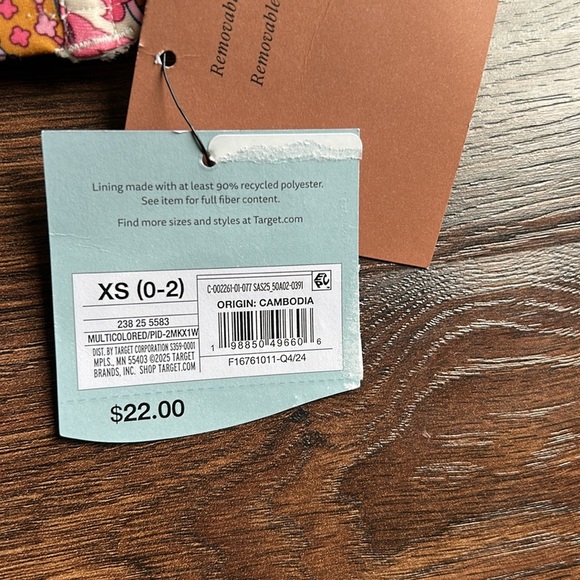 Removable
Removable
Lining made with at least 90% recycled polyester.
See item for full fiber content.
Find more sizes and styles at Target.com
XS (0-2)
238 25 5583
MULTICOLORED/PID-2MKX1W
DIST. BY TARGET CORPORATION S359-0001
MPLS., MN 55403 ©2025 TARGET
BRANDS, INC. SHOP TARGET.COM
C-002261-01-077 SAS25_50A02-0391
ORIGIN: CAMBODIA
1 98850 49660 6
F16761011-Q4/24
$22.00